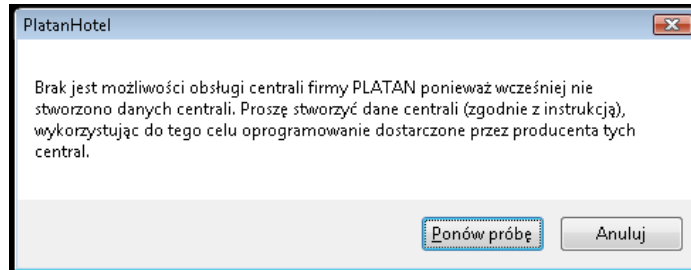 PlatanHotel
Brak jest możliwości obsługi centrali firmy PLATAN ponieważ wcześniej nie
stworzono danych centrali. Proszę stworzyć dane centrali (zgodnie z instrukcją),
wykorzystując do tego celu oprogramowanie dostarczone przez producenta tych
central.
Ponów próbę
Anuluj